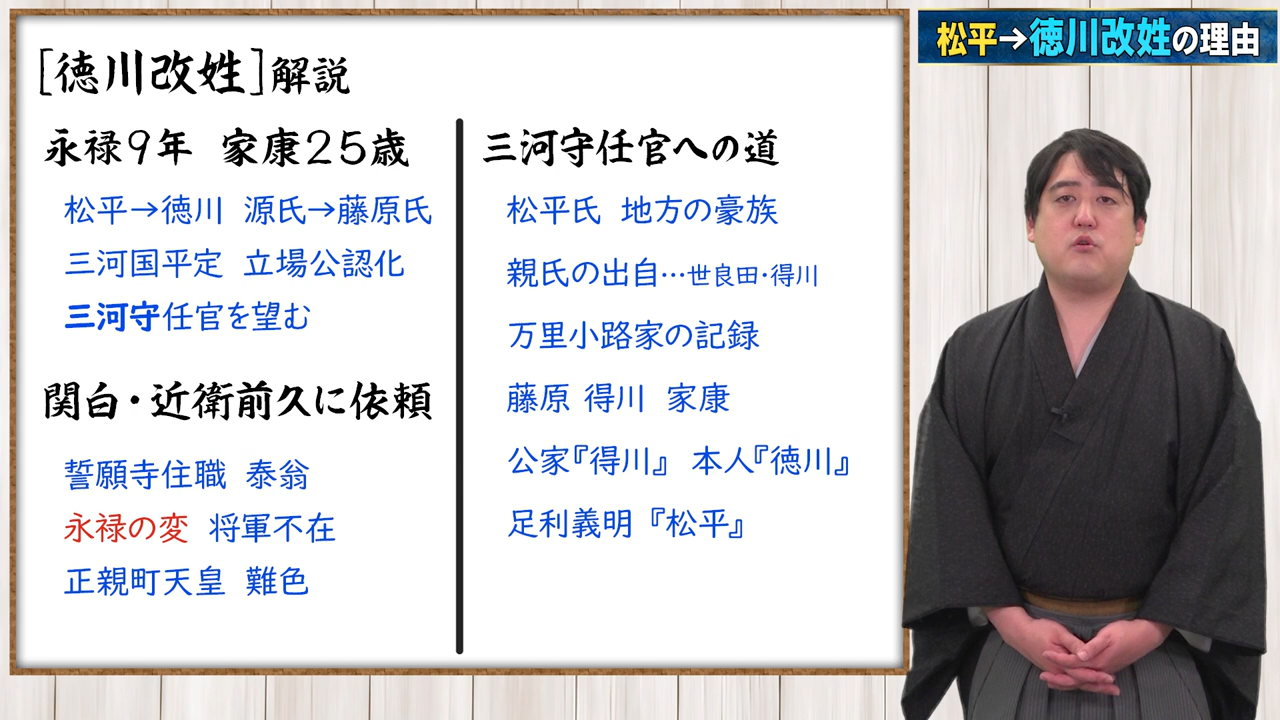 松平→徳川改姓の理由
[徳川改姓]解説
永禄9年 家康25歳
松平→徳川 源氏→藤原氏
三河国平定 立場公認化
三河守任官を望む
関白・近衛前久に依頼
誓願寺住職 泰翁
永禄の変 将軍不在
正親町天皇 難色
三河守任官への道
松平氏 地方の豪族
親氏の出自…世良田・得川
万里小路家の記録
藤原 得川 家康
公家『得川』 本人『徳川』
足利義明『松平』